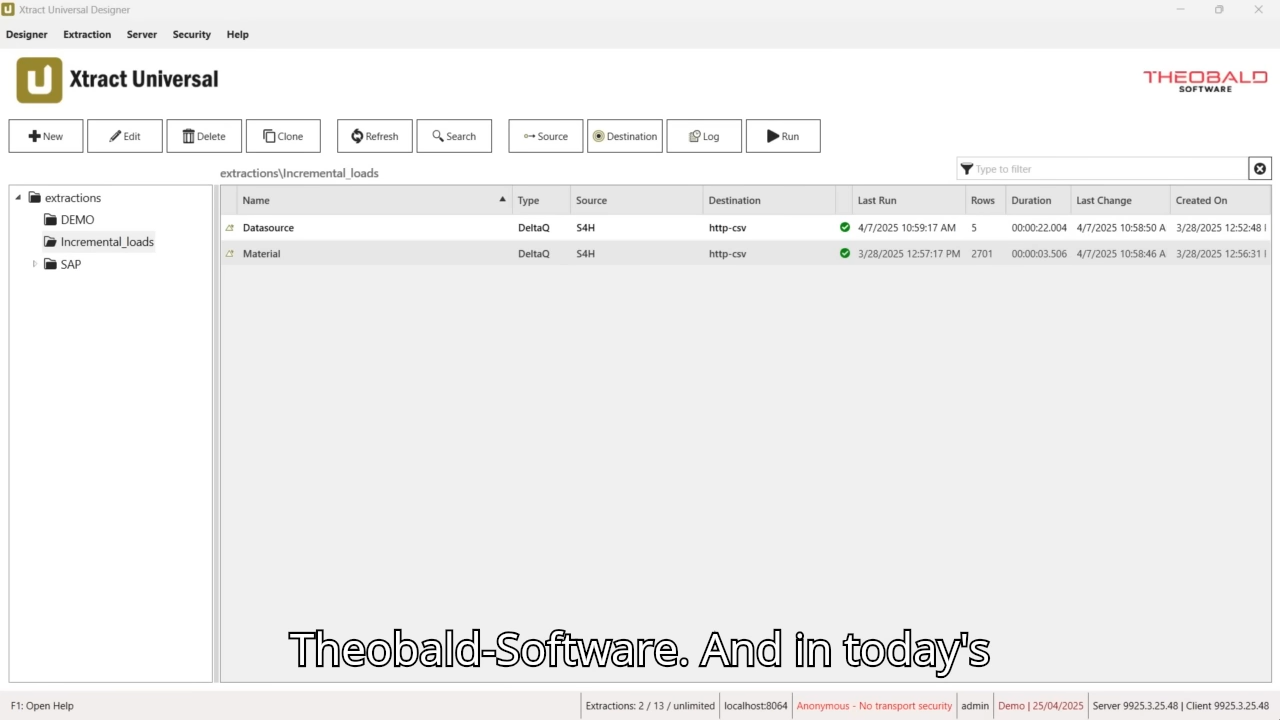 Xtract Universal Designer
Designer Extraction Server Security Help
Xtract Universal
THEOBALD
SOFTWARE
New Edit Delete Clone Refresh Search Source Destination Log Run
extractions\Incremental_loads
Type to filter
extractions
DEMO
Incremental_loads
SAP
Name Type Source Destination Last Run Rows Duration Last Change Created On
Datasource DeltaQ S4H http-csv 4/7/2025 10:59:17 AM 5 00:00:22.004 4/7/2025 10:58:50 A 3/28/2025 12:52:48
Material DeltaQ S4H http-csv 3/28/2025 12:57:17 PM 2701 00:00:03.506 4/7/2025 10:58:46 A 3/28/2025 12:56:31
Theobald-Software. And in today's
F1: Open Help Extractions: 2 / 13 / unlimited localhost:8064 Anonymous - No transport security admin Demo | 25/04/2025 Server 9925.3.25.48 | Client 9925.3.25.48